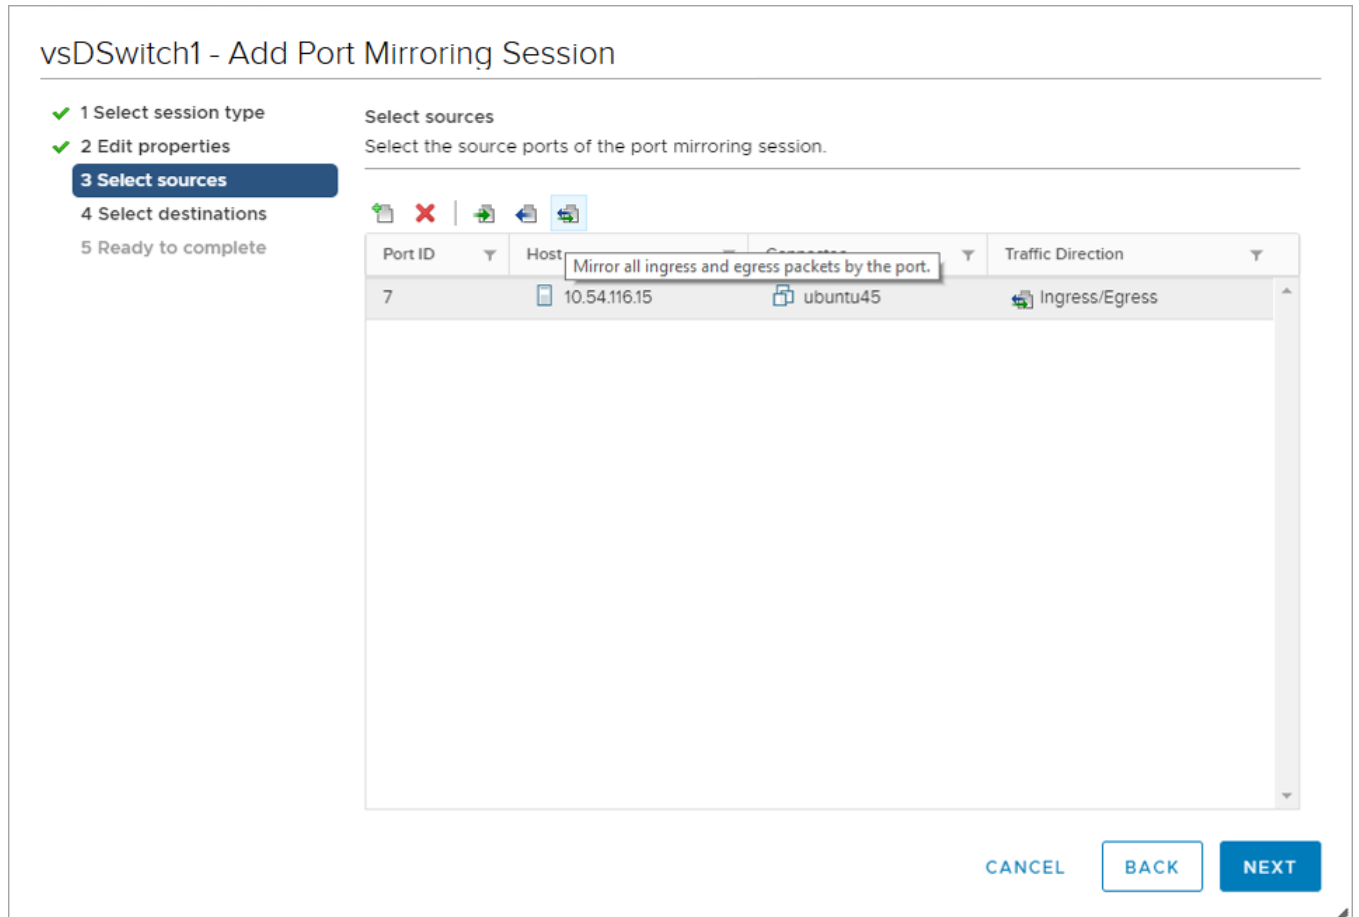 vsDSwitch1 - Add Port Mirroring Session
1 Select session type
2 Edit properties
3 Select sources
4 Select destinations
5 Ready to complete
Select sources
Select the source ports of the port mirroring session.
Port ID Host Traffic Direction
Mirror all ingress and egress packets by the port.
7 10.54.116.15 ubuntu45 Ingress/Egress
CANCEL BACK NEXT